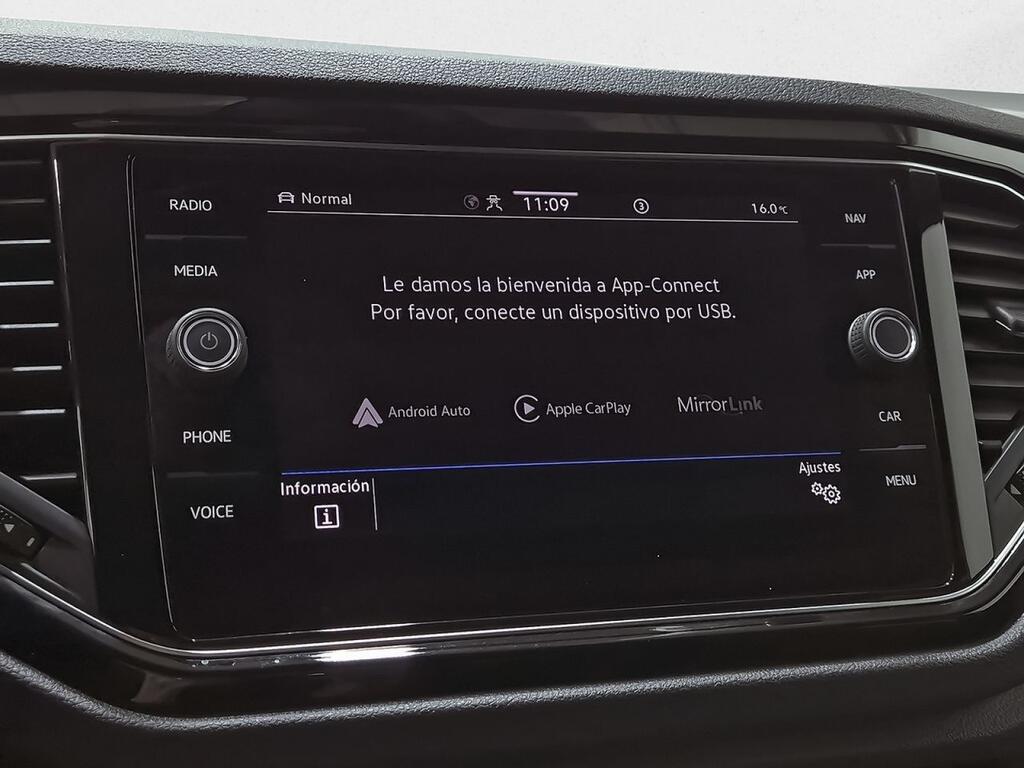 RADIO
MEDIA
PHONE
VOICE
Normal
11:09
3
16.0°C
Le damos la bienvenida a App-Connect
Por favor, conecte un dispositivo por USB.
Android Auto
Apple CarPlay
MirrorLink
Información
i
Ajustes
NAV
APP
CAR
MENU